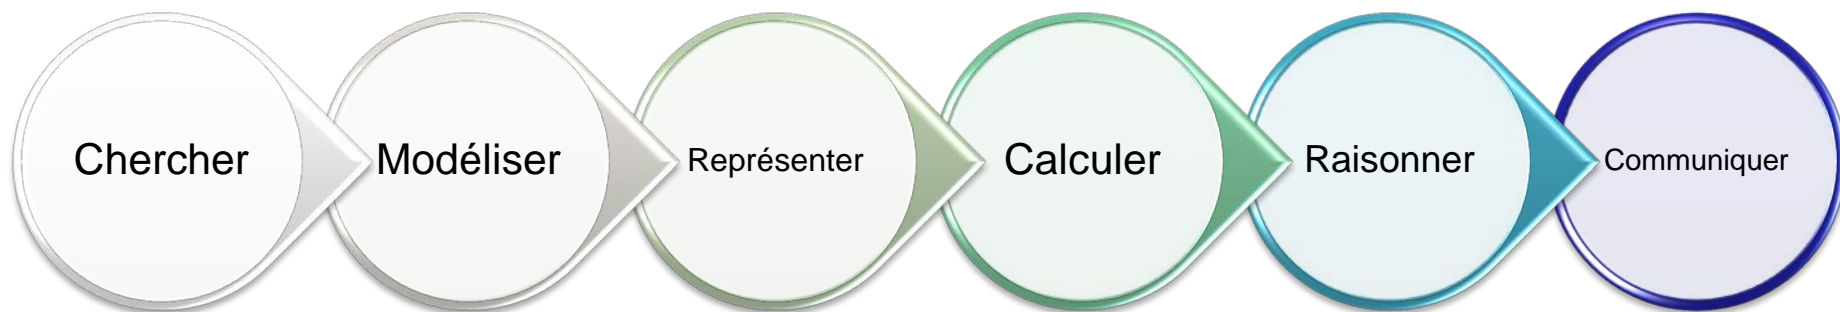 Chercher
Modéliser
Représenter
Calculer
Raisonner
Communiquer